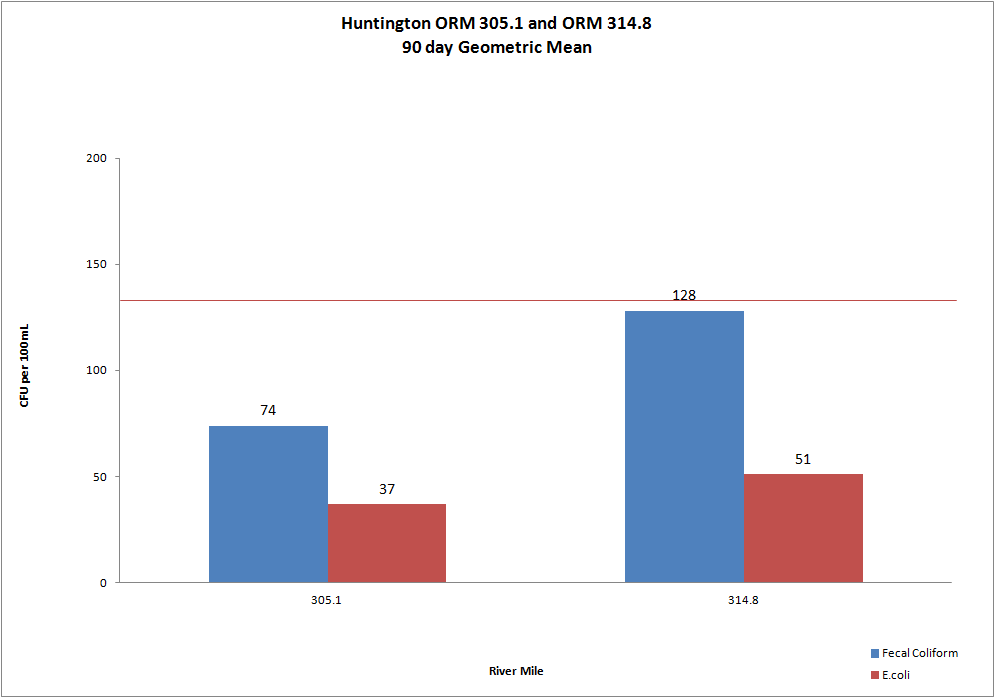 Huntington ORM 305.1 and ORM 314.8
90 day Geometric Mean
200
150
100
50
0
CFU per 100mL
74
37
128
51
305.1
314.8
River Mile
Fecal Coliform
E.coli